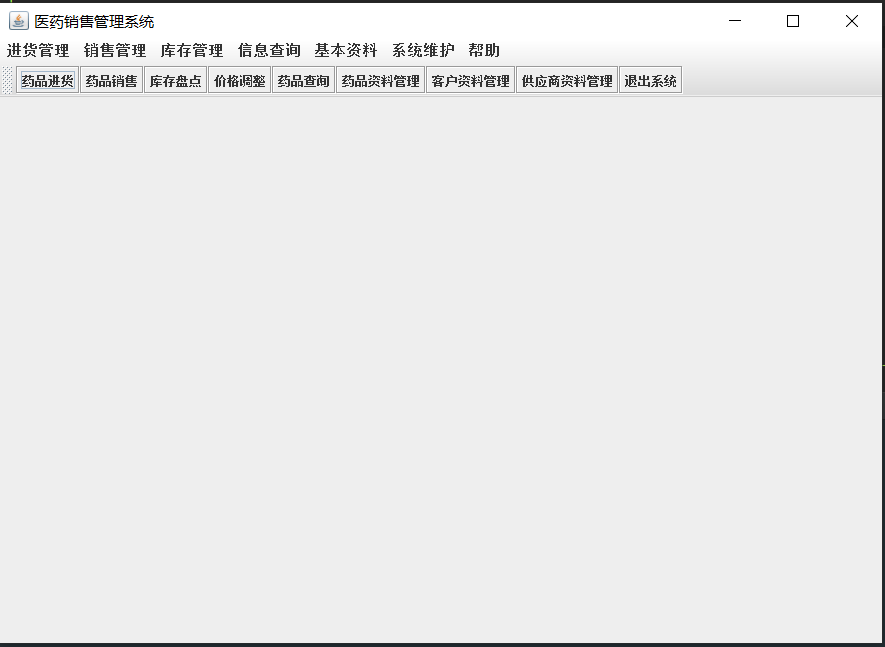 医药销售管理系统
进货管理 销售管理 库存管理 信息查询 基本资料 系统维护 帮助
药品进货 药品销售 库存盘点 价格调整 药品查询 药品资料管理 客户资料管理 供应商资料管理 退出系统